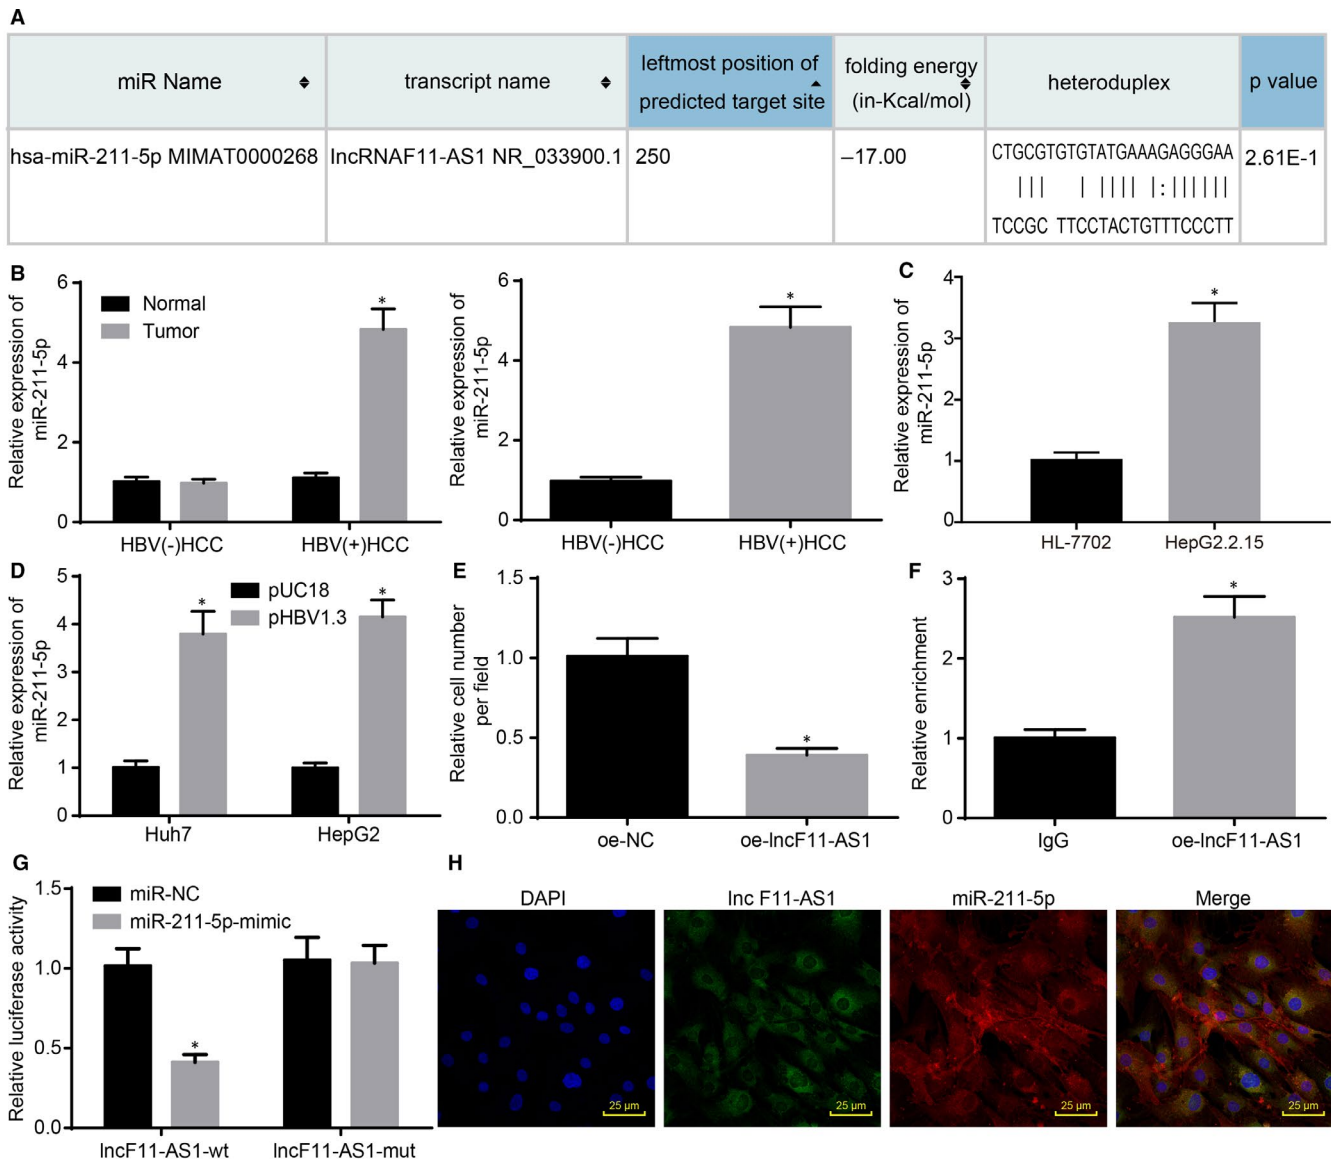 A
miR Name
transcript name
leftmost position of
predicted target site
folding energy
(in-Kcal/mol)
heteroduplex
p value
hsa-miR-211-5p MIMAT0000268
lncRNAF11-AS1 NR_033900.1
250
–17.00
CTGCGTGTGTATGAAAGAGGGAA
||| | |||| |:||||||
TCCGC TTCCTACTGTTTCCCTT
2.61E-1
B
Relative expression of
miR-211-5p
6
4
2
0
Normal
Tumor
*
HBV(-)HCC
HBV(+)HCC
Relative expression of
miR-211-5p
6
4
2
0
*
HBV(-)HCC
HBV(+)HCC
C
Relative expression of
miR-211-5p
4
3
2
1
0
*
HL-7702
HepG2.2.15
D
Relative expression of
miR-211-5p
5
4
3
2
1
0
pUC18
pHBV1.3
*
*
Huh7
HepG2
E
Relative cell number
per field
1.5
1.0
0.5
0.0
*
oe-NC
oe-lncF11-AS1
F
Relative enrichment
3
2
1
0
*
IgG
oe-lncF11-AS1
G
Relative luciferase activity
1.5
1.0
0.5
0.0
miR-NC
miR-211-5p-mimic
*
lncF11-AS1-wt
lncF11-AS1-mut
H
DAPI
lnc F11-AS1
miR-211-5p
Merge
25 μm
25 μm
25 μm
25 μm